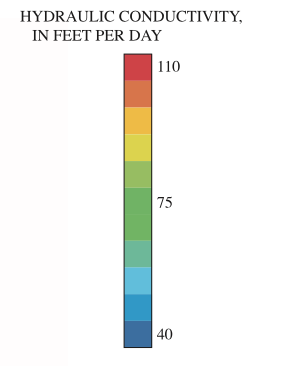 HYDRAULIC CONDUCTIVITY,
IN FEET PER DAY
110
75
40